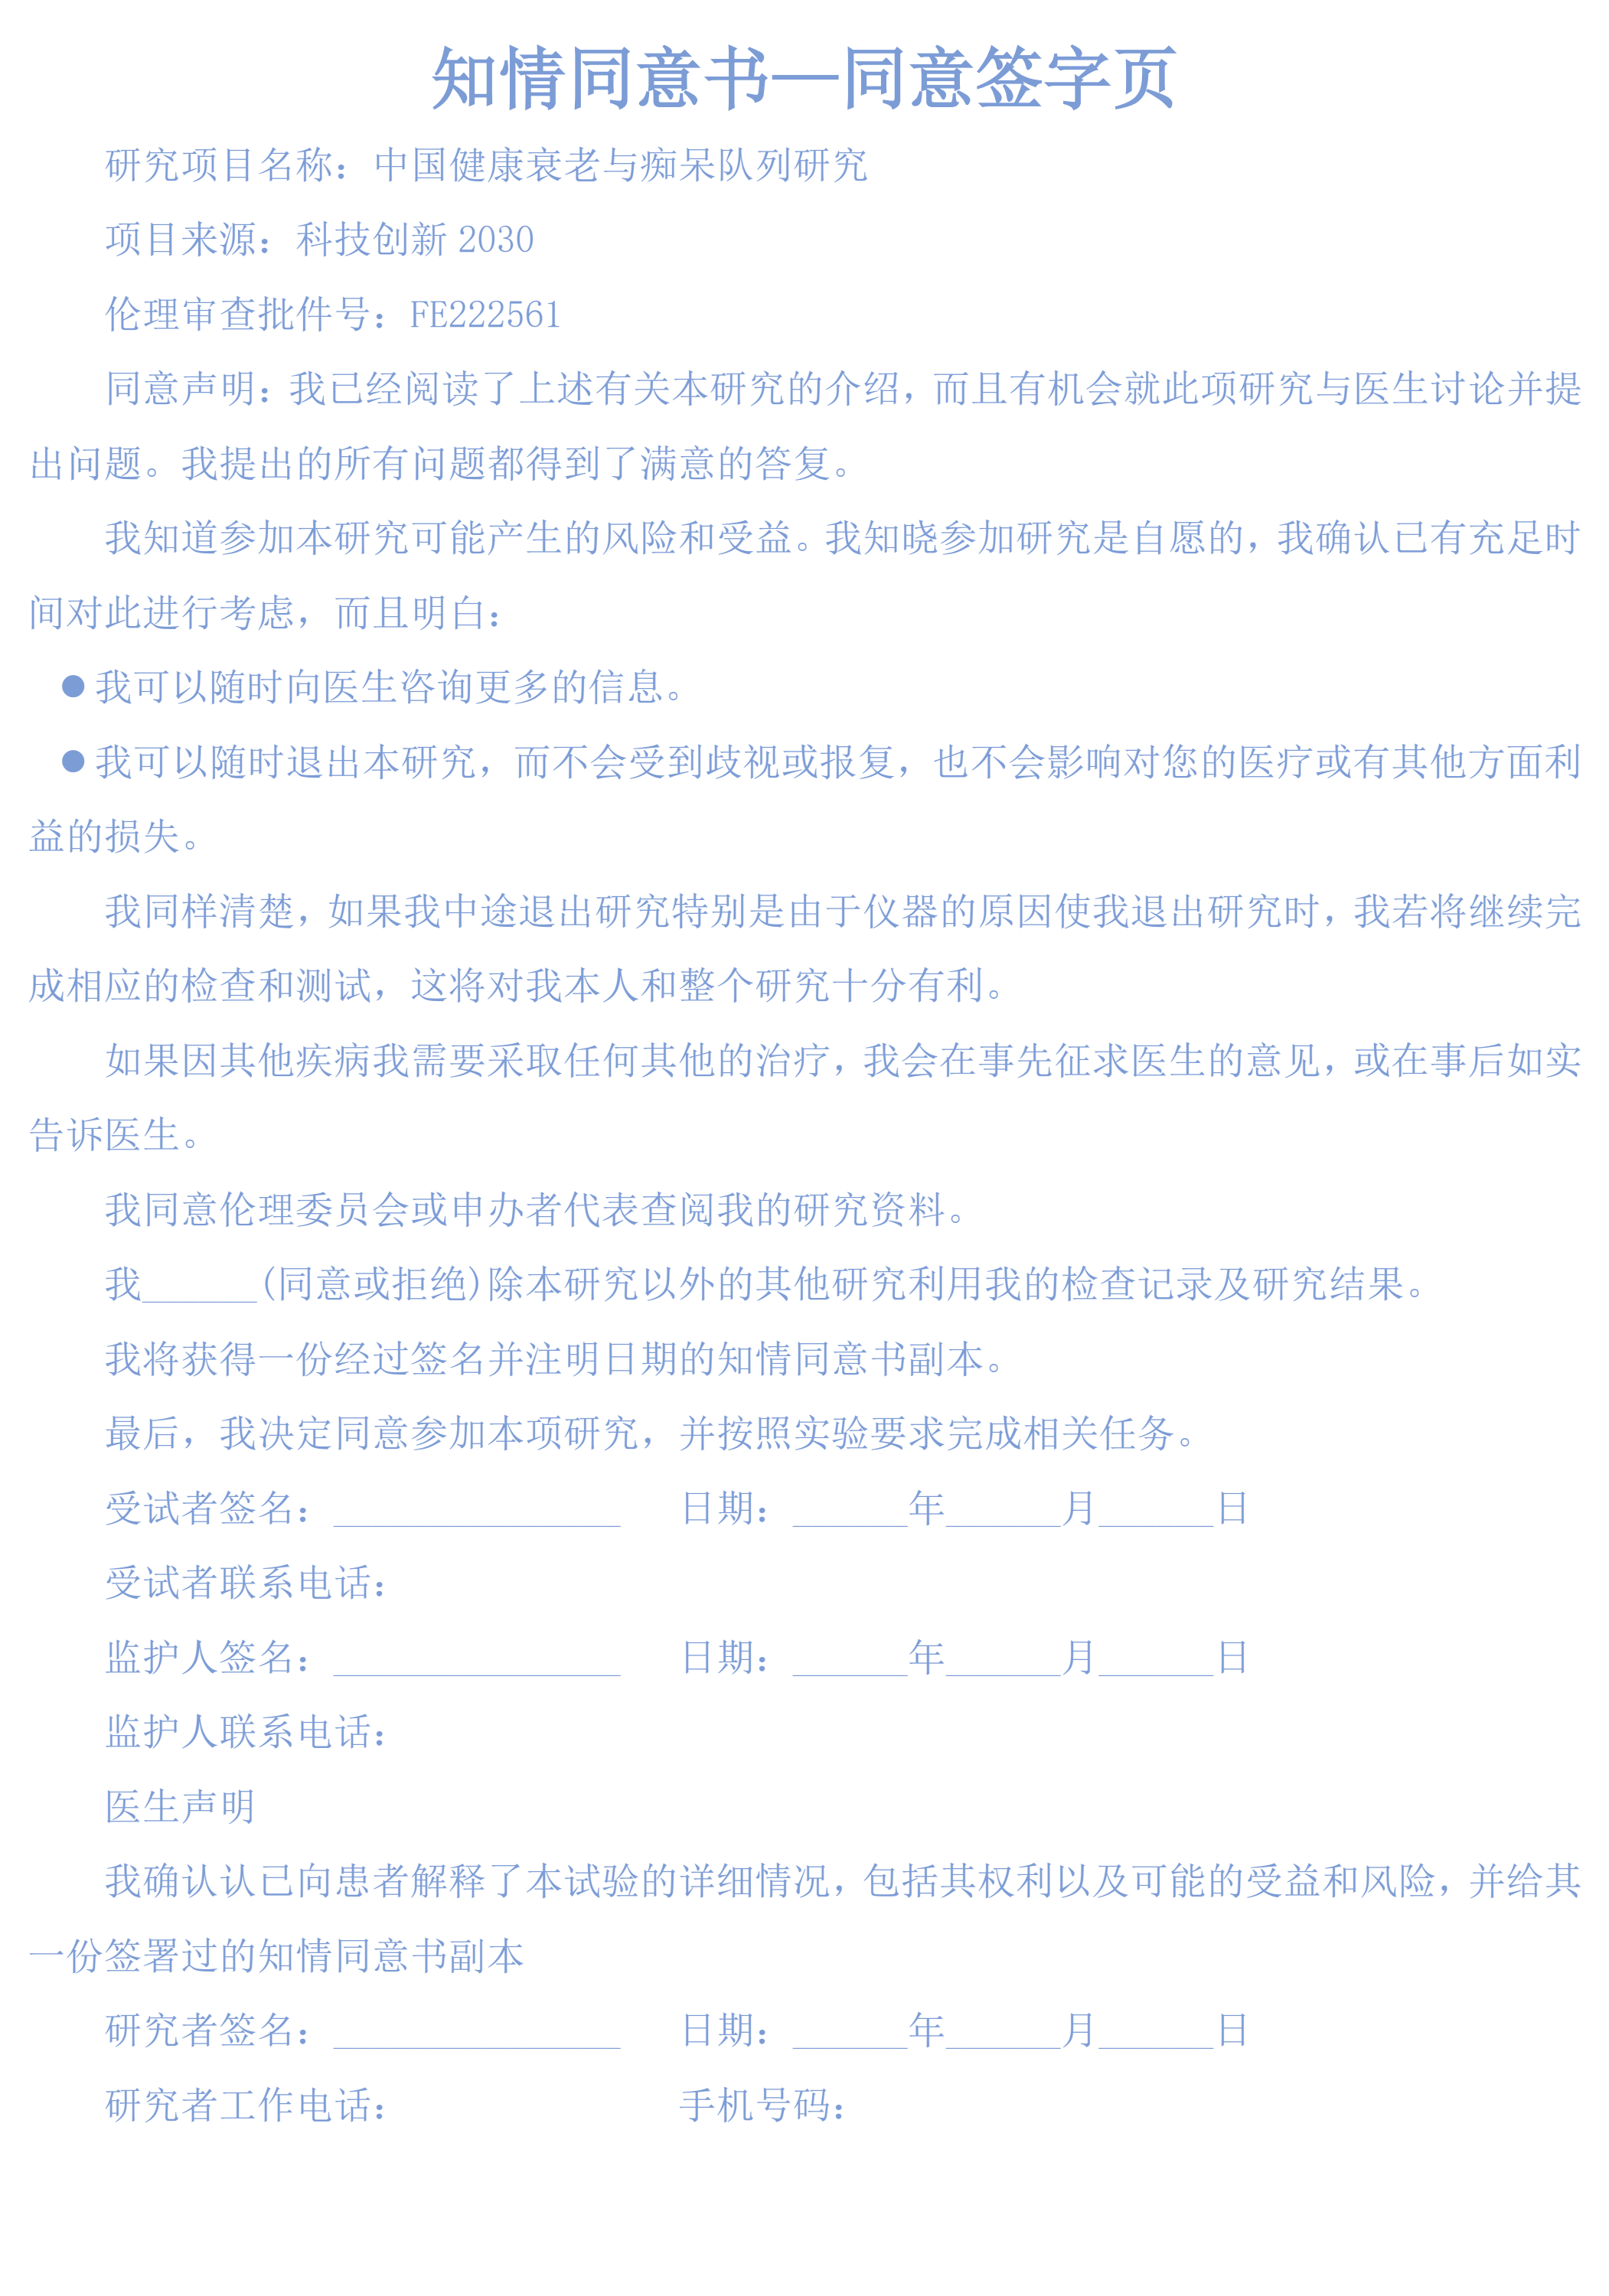 知情同意书—同意签字页
研究项目名称：中国健康衰老与痴呆队列研究
项目来源：科技创新 2030
伦理审查批件号：FE222561
同意声明：我已经阅读了上述有关本研究的介绍，而且有机会就此项研究与医生讨论并提
出问题。我提出的所有问题都得到了满意的答复。
我知道参加本研究可能产生的风险和受益。我知晓参加研究是自愿的，我确认已有充足时
间对此进行考虑，而且明白：
●我可以随时向医生咨询更多的信息。
●我可以随时退出本研究，而不会受到歧视或报复，也不会影响对您的医疗或有其他方面利
益的损失。
我同样清楚，如果我中途退出研究特别是由于仪器的原因使我退出研究时，我若将继续完
成相应的检查和测试，这将对我本人和整个研究十分有利。
如果因其他疾病我需要采取任何其他的治疗，我会在事先征求医生的意见，或在事后如实
告诉医生。
我同意伦理委员会或申办者代表查阅我的研究资料。
我______(同意或拒绝)除本研究以外的其他研究利用我的检查记录及研究结果。
我将获得一份经过签名并注明日期的知情同意书副本。
最后，我决定同意参加本项研究，并按照实验要求完成相关任务。
受试者签名：_______________ 日期：______年______月______日
受试者联系电话：
监护人签名：_______________ 日期：______年______月______日
监护人联系电话：
医生声明
我确认认已向患者解释了本试验的详细情况，包括其权利以及可能的受益和风险，并给其
一份签署过的知情同意书副本
研究者签名：_______________ 日期：______年______月______日
研究者工作电话： 手机号码：